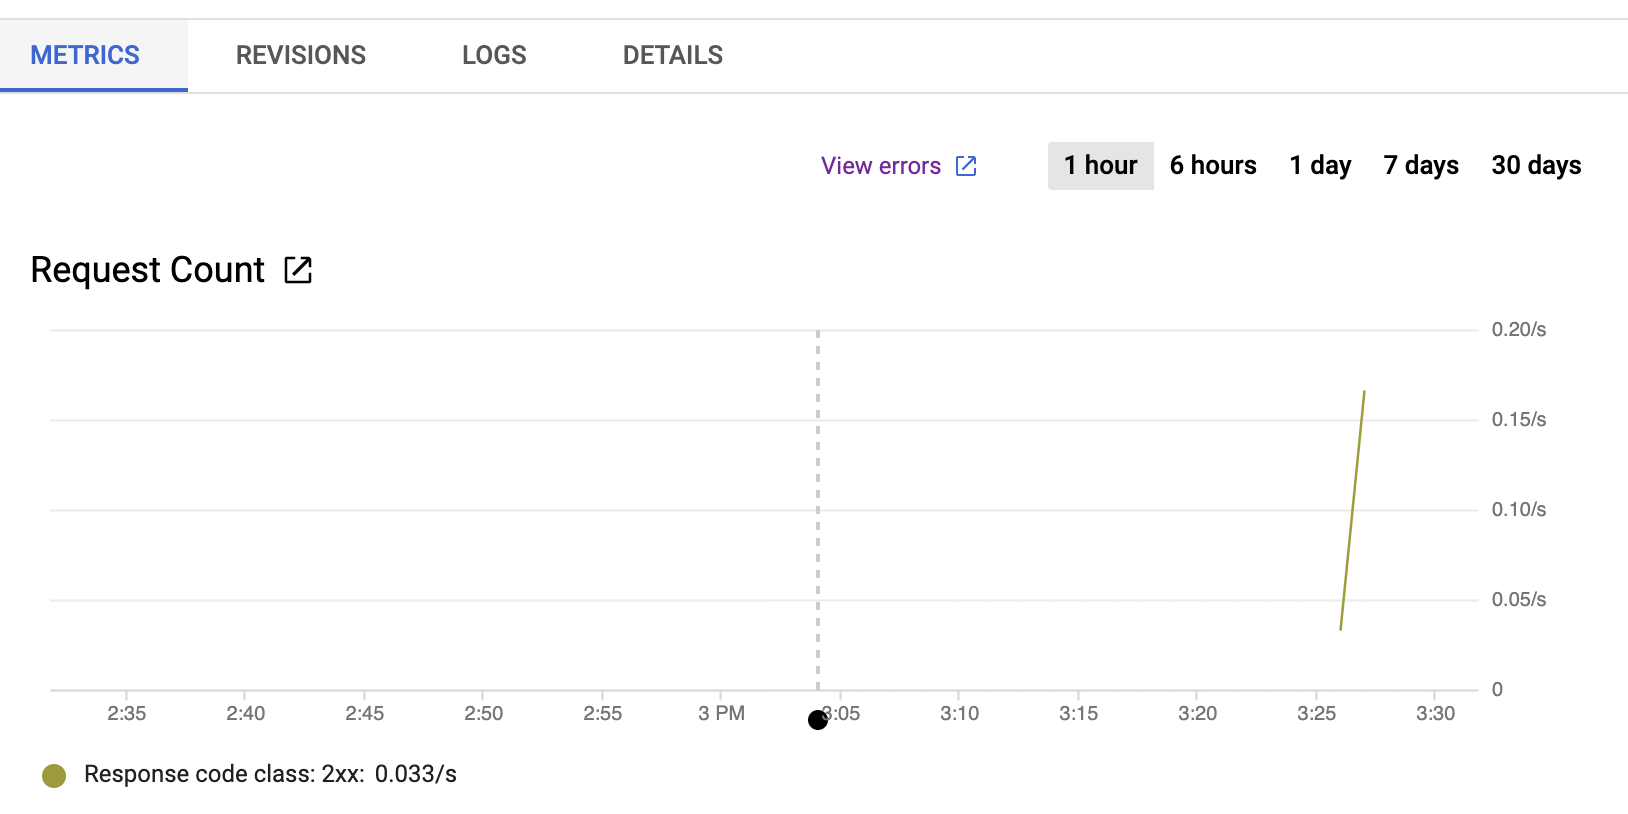 METRICS REVISIONS LOGS DETAILS
View errors 1 hour 6 hours 1 day 7 days 30 days
Request Count
0.20/s
0.15/s
0.10/s
0.05/s
0
2:35 2:40 2:45 2:50 2:55 3 PM 3:05 3:10 3:15 3:20 3:25 3:30
Response code class: 2xx: 0.033/s